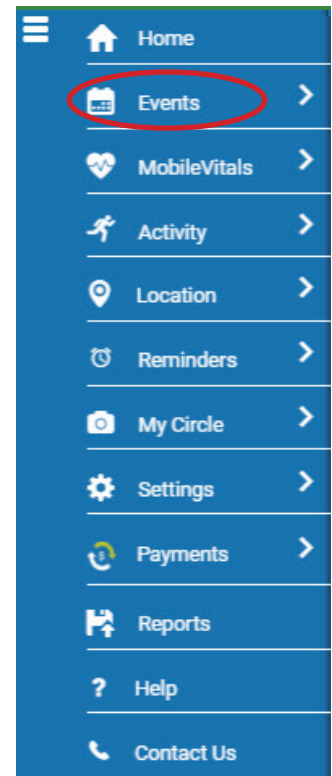 Home
Events
MobileVitals
Activity
Location
Reminders
My Circle
Settings
Payments
Reports
? Help
Contact Us